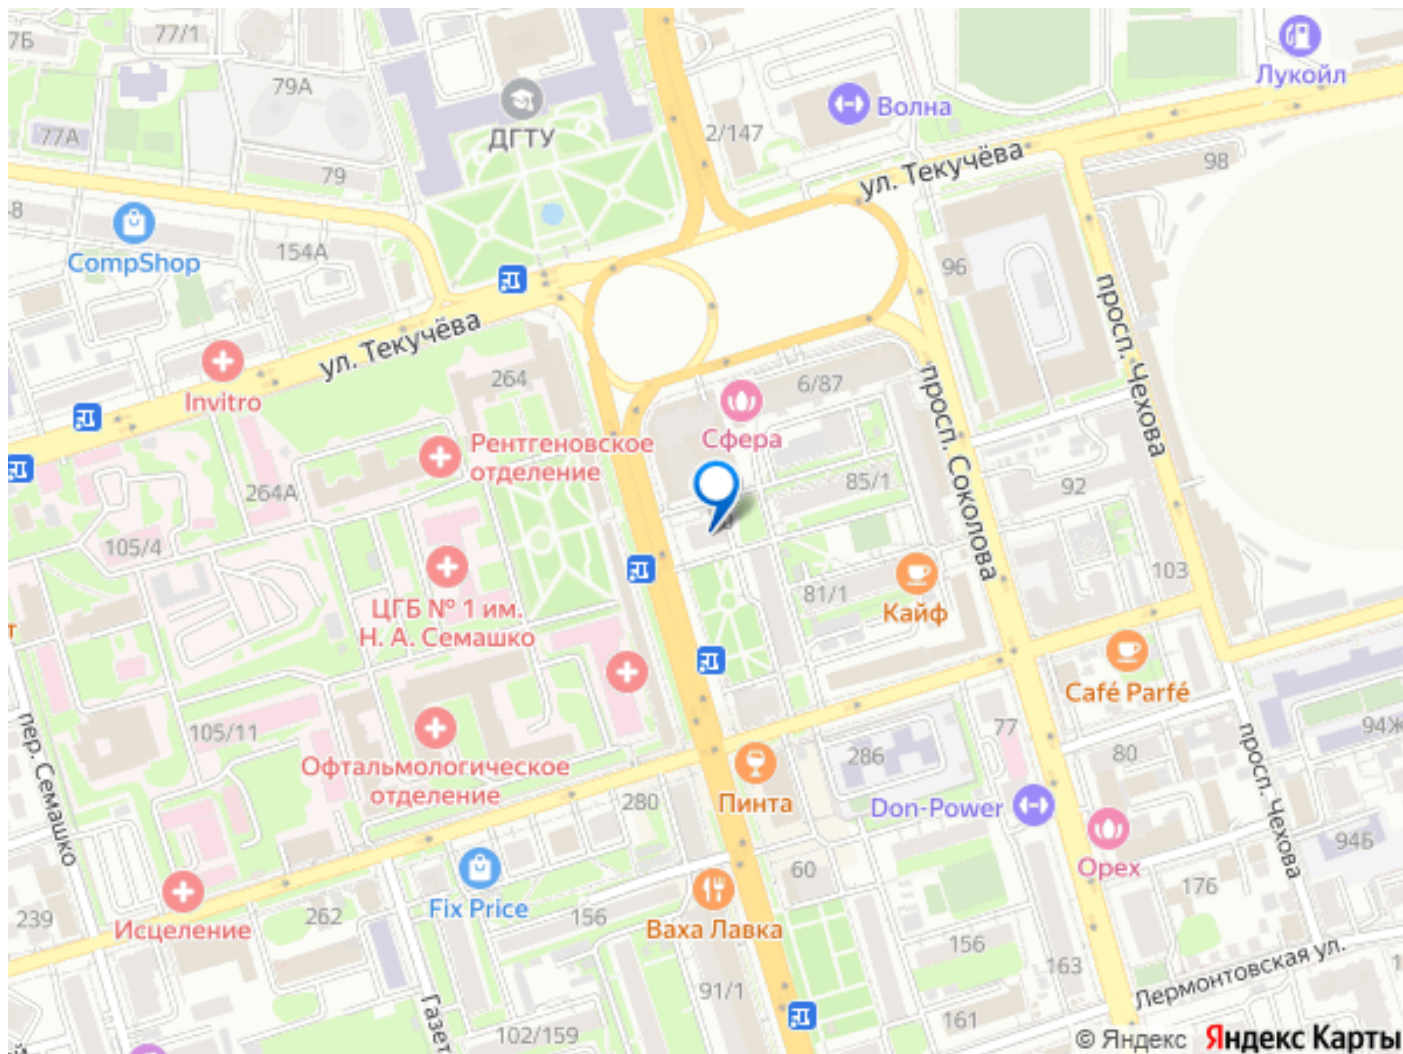 77/1
7Б
79А
Лукойл
ДГТУ
Волна
2/147
77А
ул. Текучёва
98
79
-8
154А
CompShop
96
просп. Чехова
ул. Текучёва
264
6/87
просп. Соколова
Invitro
Сфера
Рентгеновское
отделение
85/1
92
264А
105/4
103
81/1
Кайф
ЦГБ № 1 им.
Н. А. Семашко
т
Café Parfé
пер. Семашко
105/11
77
94Ж
286
80
просп. Чехова
Офтальмологическое
отделение
280
Пинта
Don-Power
94Б
60
Орех
176
Fix Price
239
Исцеление
262
156
Ваха Лавка
156
163
Лермонтовская ул.
1
91/1
Газет
102/159
161
© Яндекс Яндекс Карты